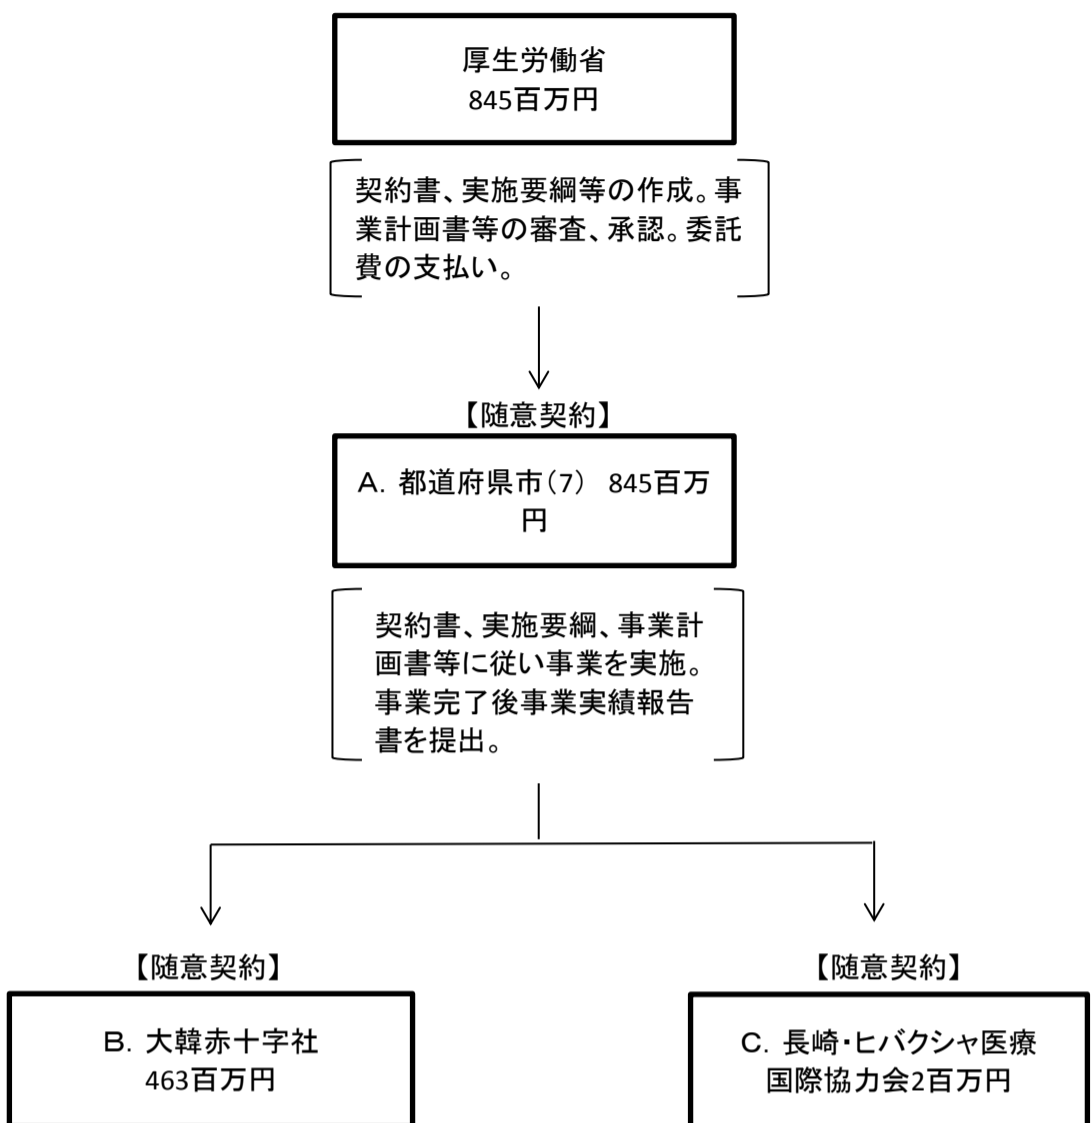 厚生労働省
845百万円
契約書、実施要綱等の作成。事
業計画書等の審査、承認。委託
費の支払い。
【随意契約】
A．都道府県市（7）　845百万
円
契約書、実施要綱、事業計
画書等に従い事業を実施。
事業完了後事業実績報告
書を提出。
【随意契約】
B．大韓赤十字社
463百万円
【随意契約】
C．長崎・ヒバクシャ医療
国際協力会2百万円